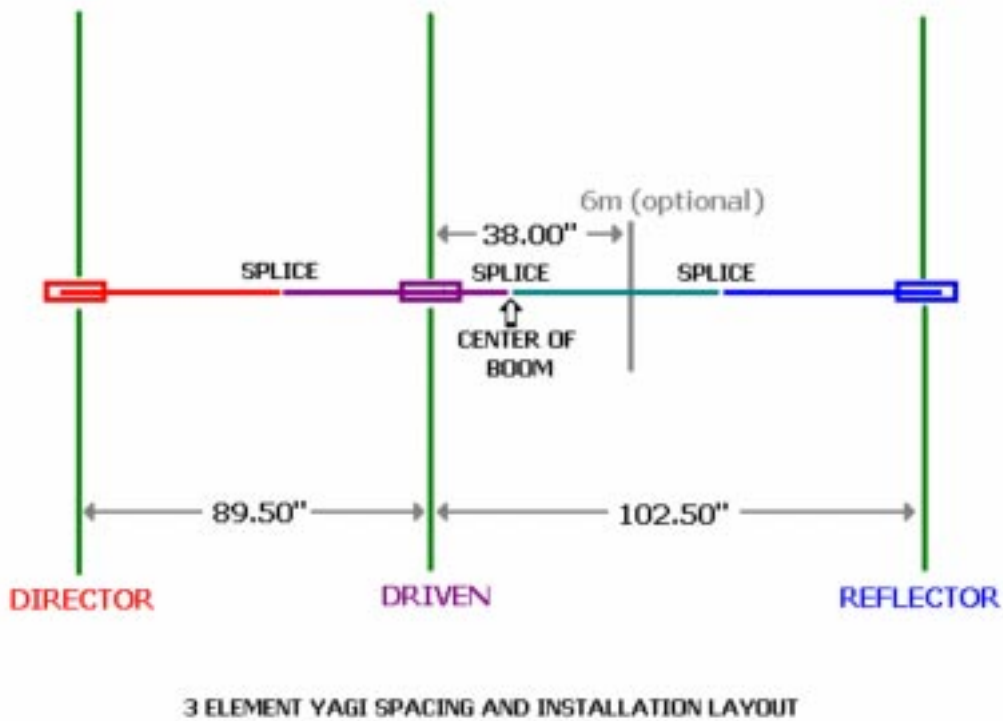 6m (optional)
38.00"
SPLICE
SPLICE
SPLICE
CENTER OF
BOOM
89.50"
102.50"
DIRECTOR
DRIVEN
REFLECTOR
3 ELEMENT YAGI SPACING AND INSTALLATION LAYOUT